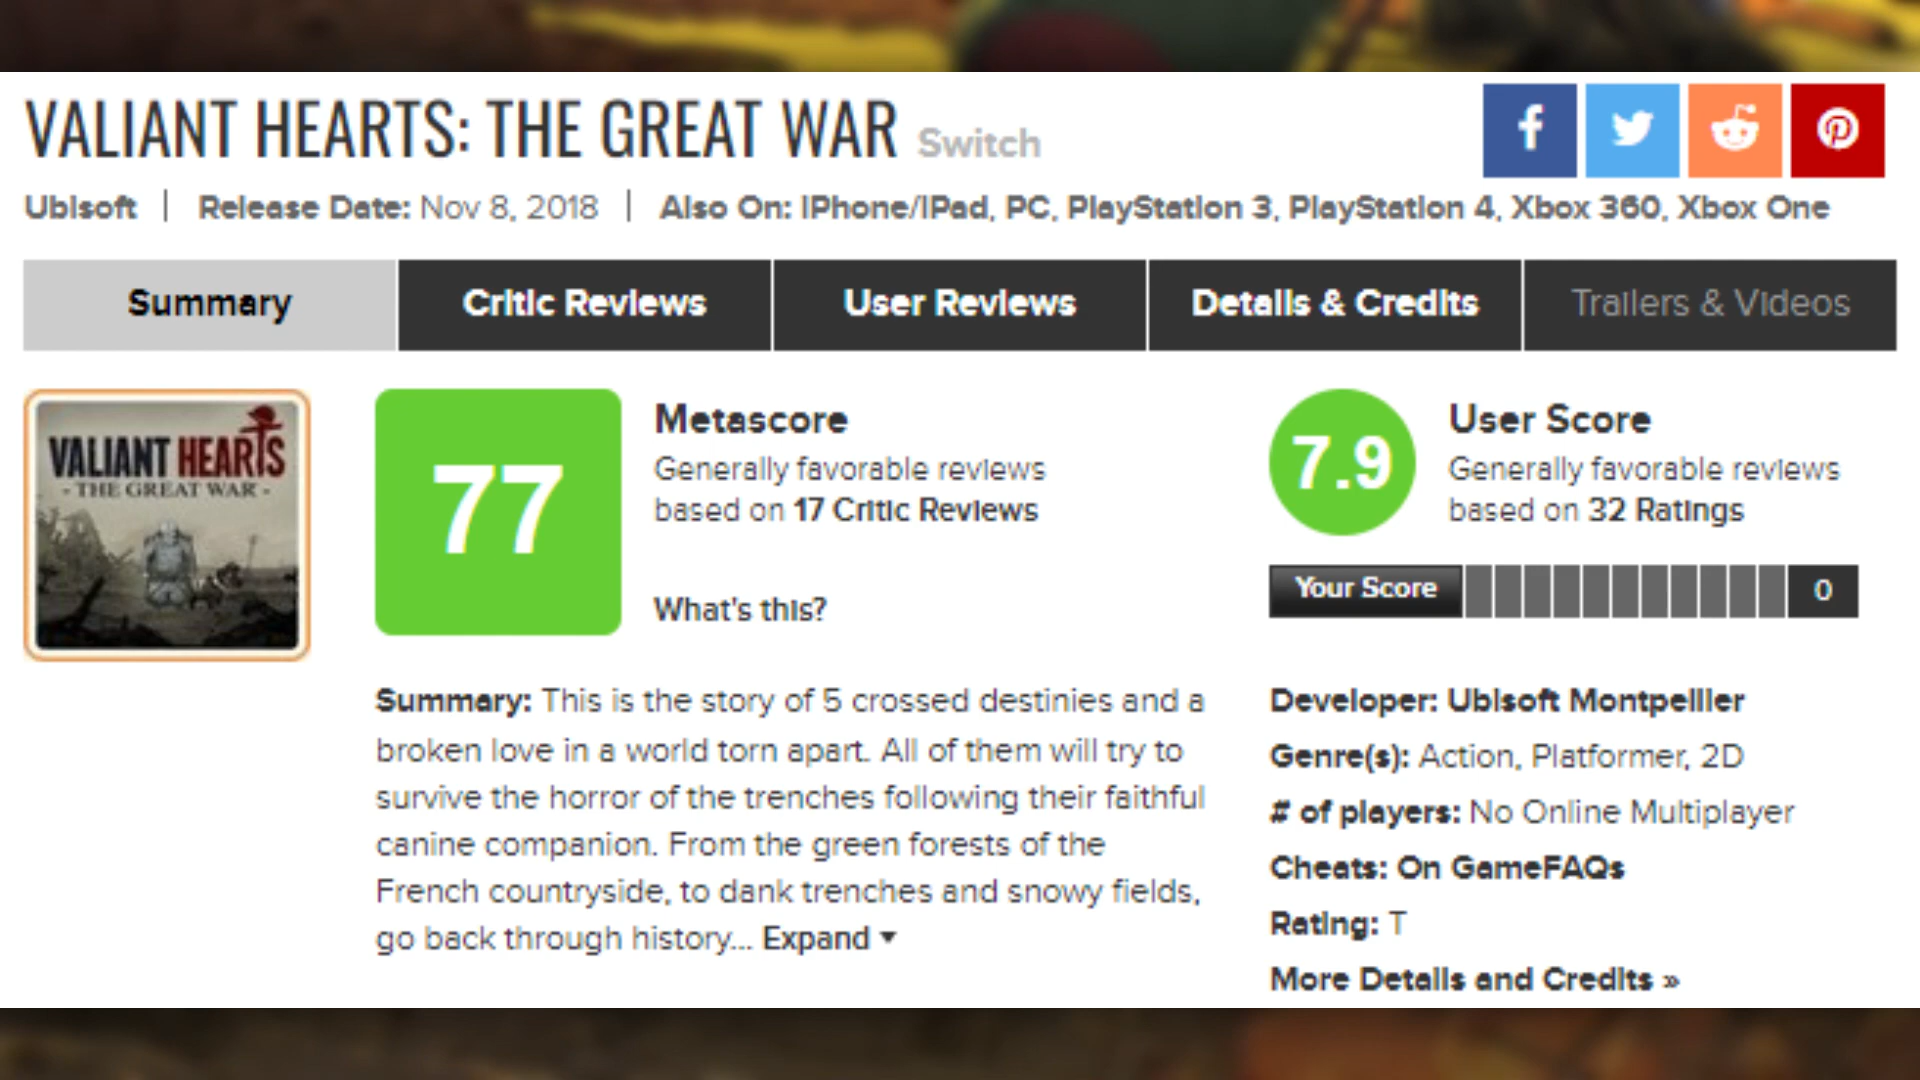 VALIANT HEARTS: THE GREAT WAR Switch
Ubisoft | Release Date: Nov 8, 2018 | Also On: iPhone/iPad, PC, PlayStation 3, PlayStation 4, Xbox 360, Xbox One
Summary
Critic Reviews
User Reviews
Details & Credits
Trailers & Videos
VALIANT HEARTS
- THE GREAT WAR -
77
Metascore
Generally favorable reviews
based on 17 Critic Reviews
What's this?
7.9
User Score
Generally favorable reviews
based on 32 Ratings
Your Score
0
Summary: This is the story of 5 crossed destinies and a
broken love in a world torn apart. All of them will try to
survive the horror of the trenches following their faithful
canine companion. From the green forests of the
French countryside, to dank trenches and snowy fields,
go back through history... Expand
Developer: Ubisoft Montpellier
Genre(s): Action, Platformer, 2D
# of players: No Online Multiplayer
Cheats: On GameFAQs
Rating: T
More Details and Credits »